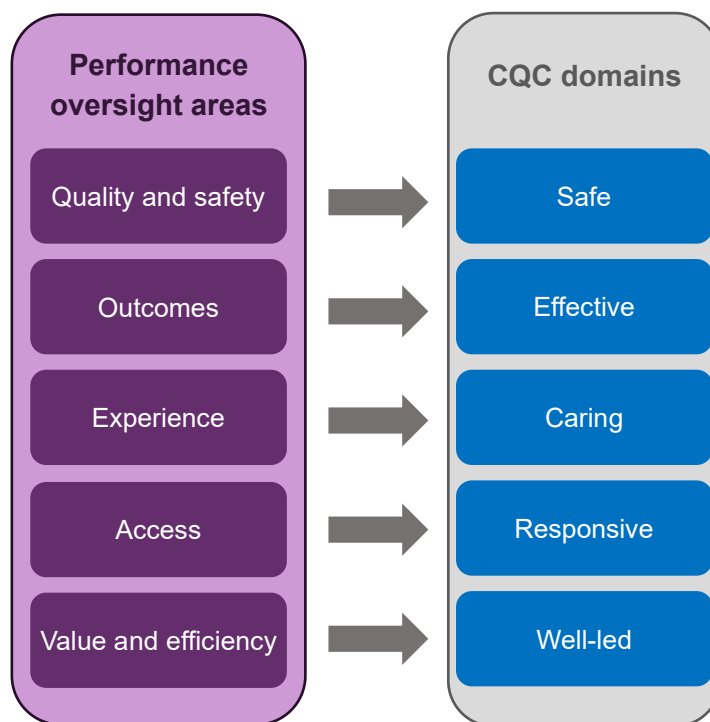 Performance
oversight areas
CQC domains
Quality and safety
Safe
Outcomes
Effective
Experience
Caring
Access
Responsive
Value and efficiency
Well-led